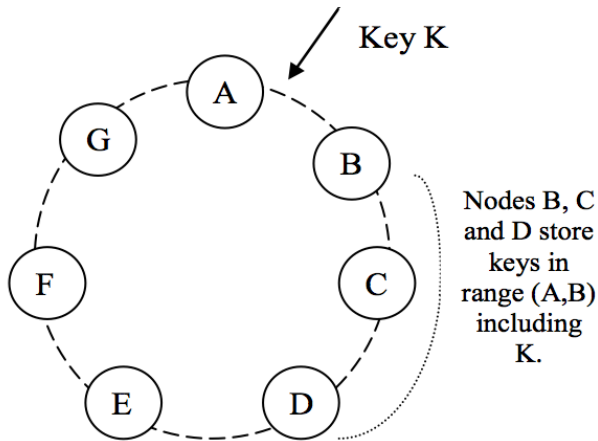 Key K
A
B
G
Nodes B, C
and D store
keys in
range (A,B)
including
K.
F
C
E
D